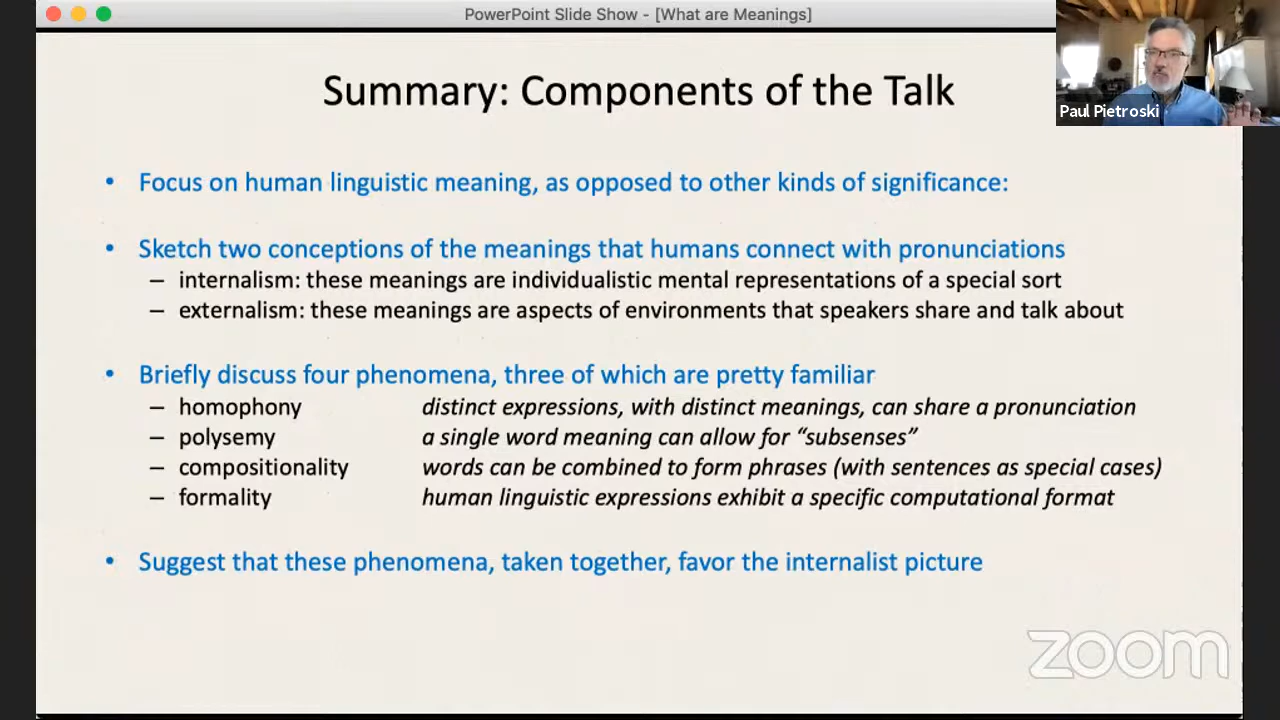 PowerPoint Slide Show - [What are Meanings]
Summary: Components of the Talk
Paul Pietroski
• Focus on human linguistic meaning, as opposed to other kinds of significance:
• Sketch two conceptions of the meanings that humans connect with pronunciations
– internalism: these meanings are individualistic mental representations of a special sort
– externalism: these meanings are aspects of environments that speakers share and talk about
• Briefly discuss four phenomena, three of which are pretty familiar
– homophony distinct expressions, with distinct meanings, can share a pronunciation
– polysemy a single word meaning can allow for “subsenses”
– compositionality words can be combined to form phrases (with sentences as special cases)
– formality human linguistic expressions exhibit a specific computational format
• Suggest that these phenomena, taken together, favor the internalist picture
zoom